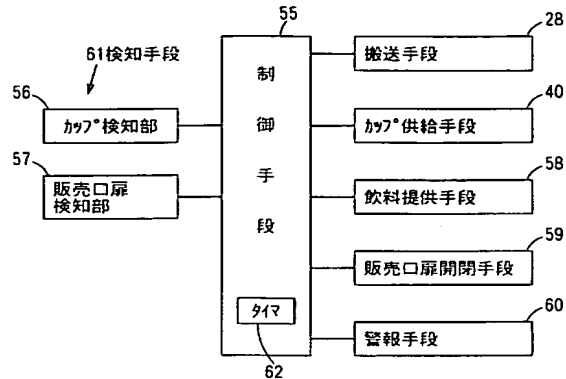 55
28
61検知手段
搬送手段
制御手段
56
40
カップ検知部
カップ供給手段
57
58
販売口扉
検知部
飲料提供手段
59
販売口扉開閉手段
タイマ
60
62
警報手段